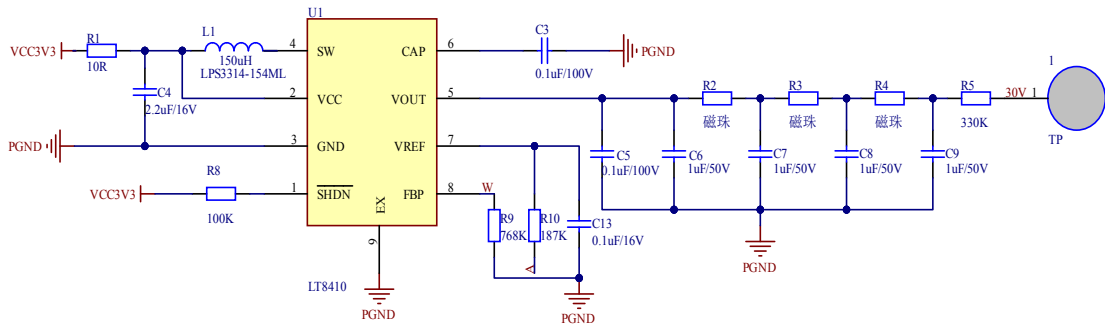 U1
VCC3V3
R1
10R
L1
150uH
LPS3314-154ML
4
SW
CAP
6
C3
0.1uF/100V
PGND
C4
2.2uF/16V
2
VCC
VOUT
5
R2
磁珠
R3
磁珠
R4
磁珠
R5
330K
30V
1
1
TP
PGND
3
GND
VREF
7
C5
0.1uF/100V
C6
1uF/50V
C7
1uF/50V
C8
1uF/50V
C9
1uF/50V
VCC3V3
R8
100K
1
SHDN
FBP
8
W
EX
9
R9
768K
R10
187K
A
C13
0.1uF/16V
PGND
LT8410
PGND
PGND